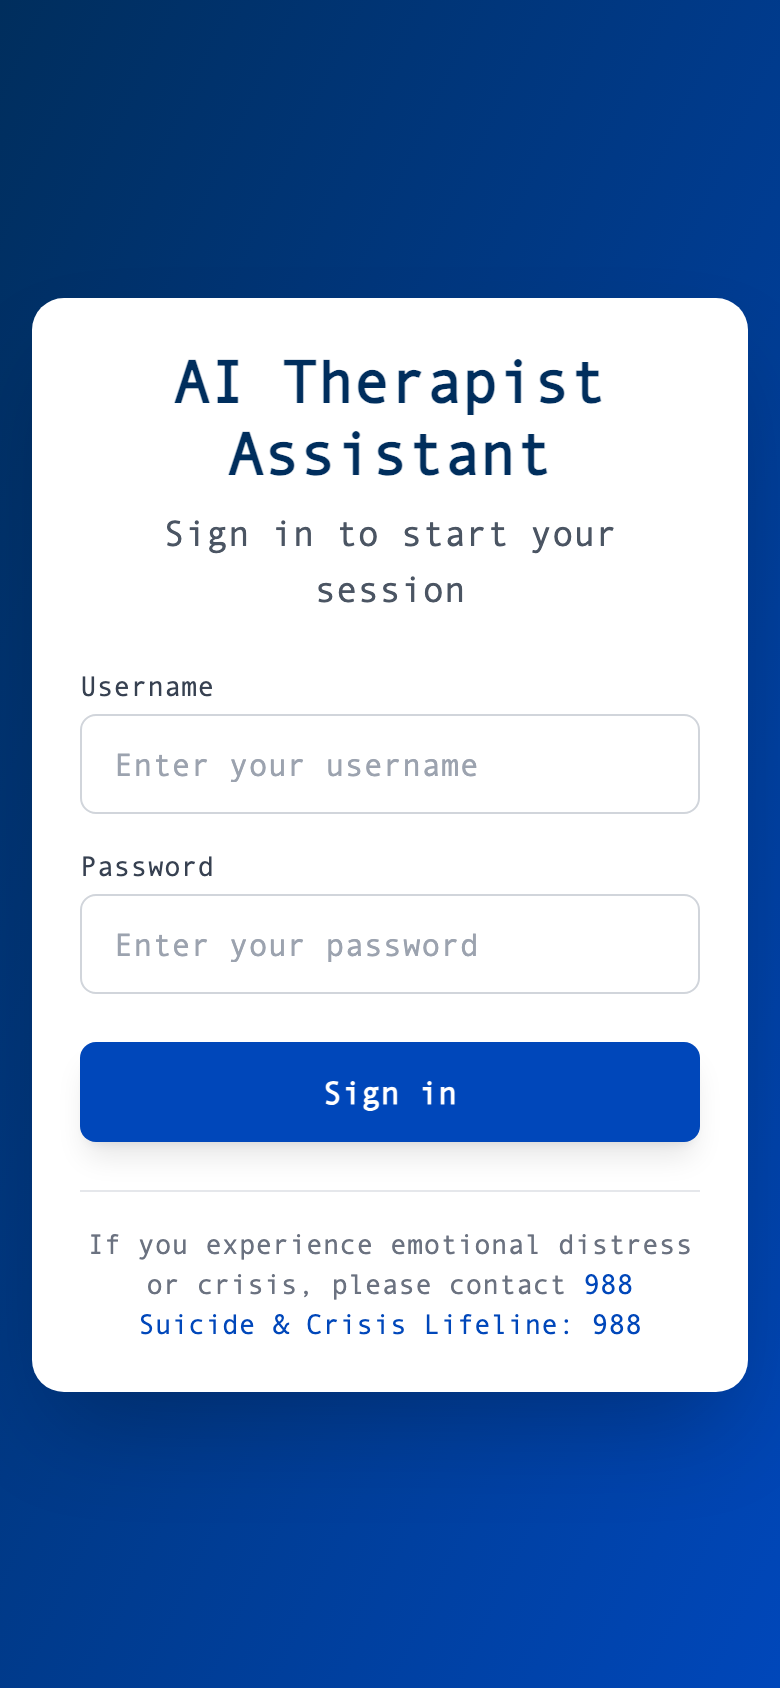 AI Therapist
Assistant
Sign in to start your
session
Username
Enter your username
Password
Enter your password
Sign in
If you experience emotional distress
or crisis, please contact 988
Suicide & Crisis Lifeline: 988